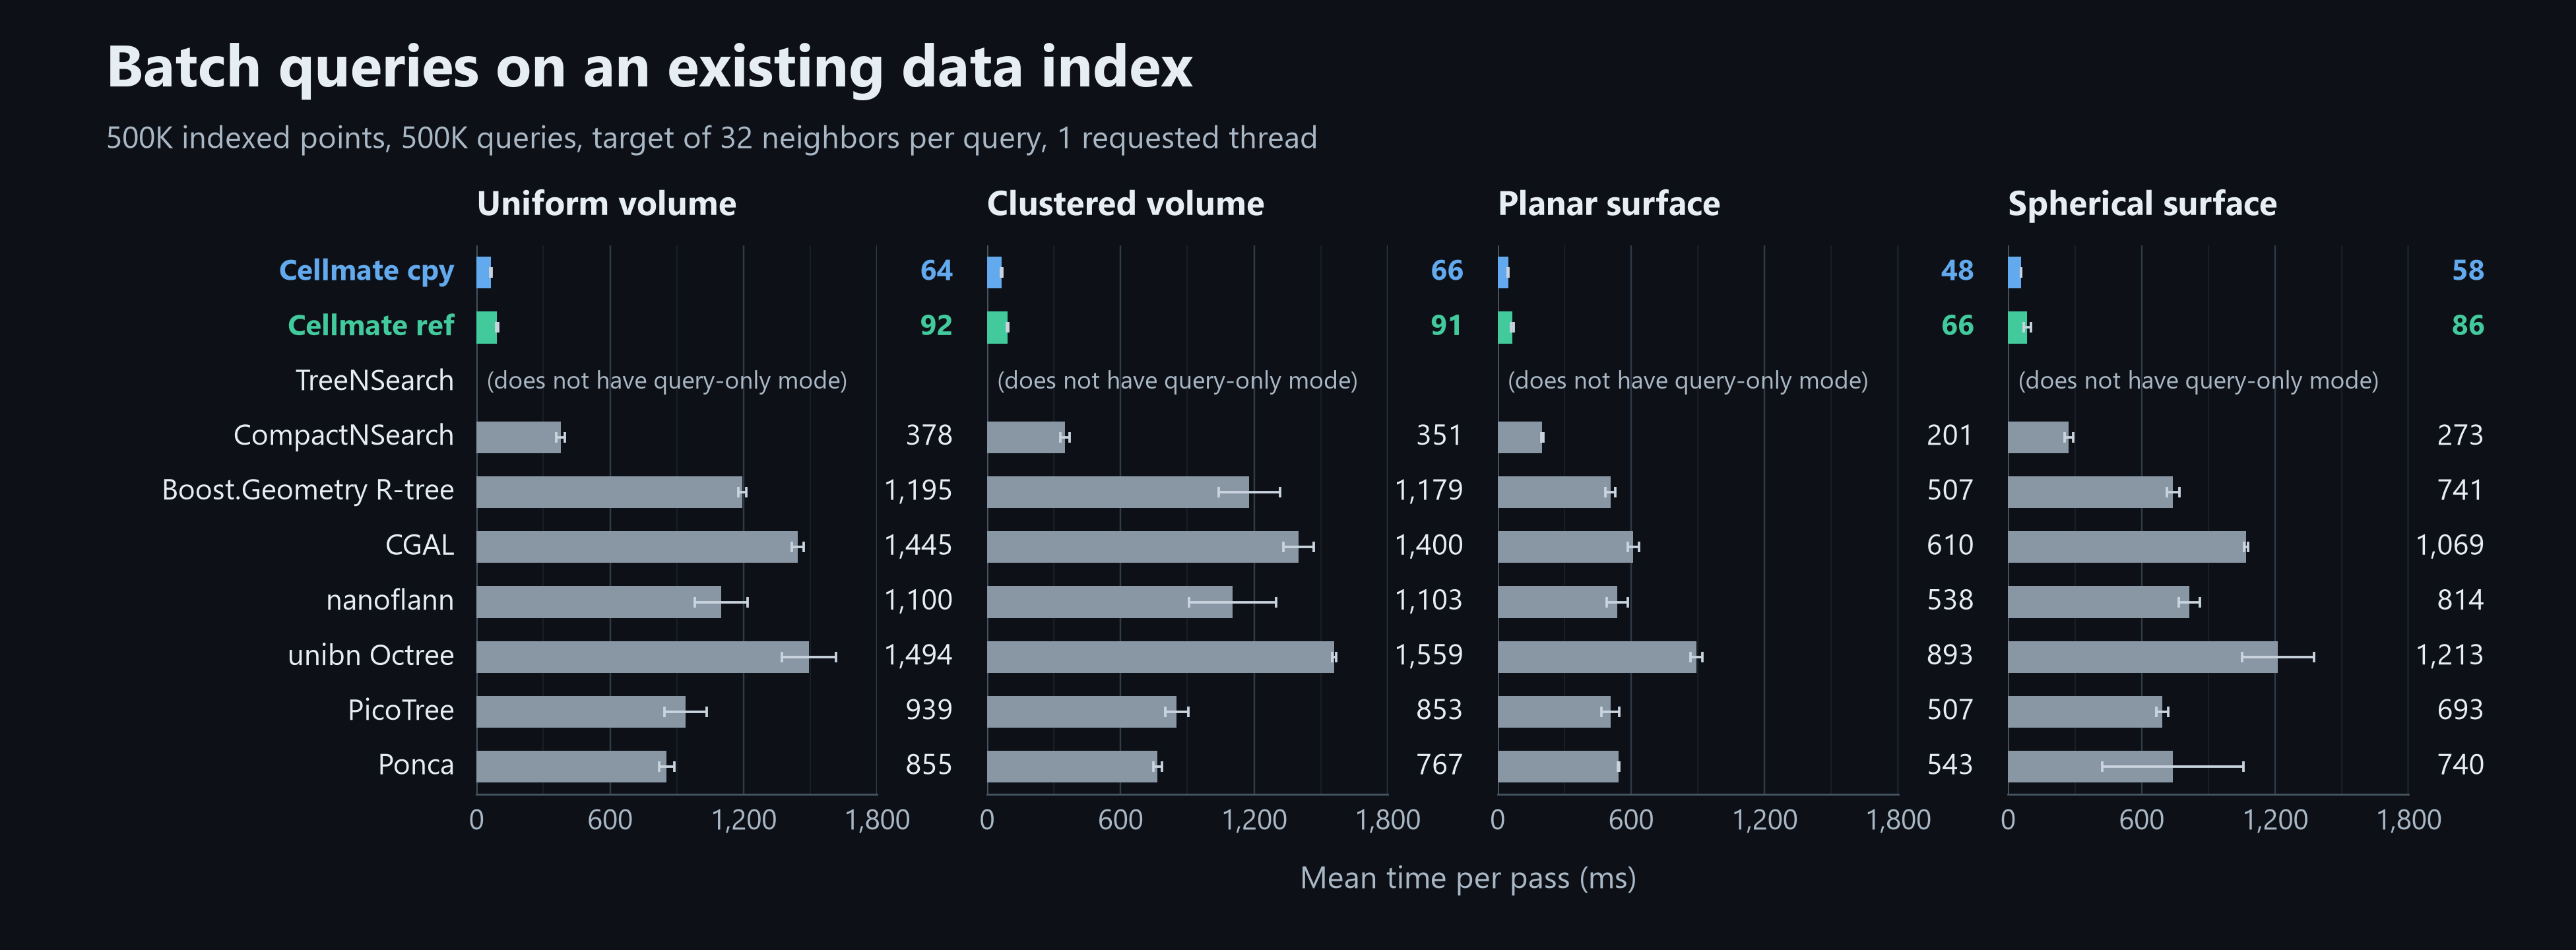 Batch queries on an existing data index
500K indexed points, 500K queries, target of 32 neighbors per query, 1 requested thread
Uniform volume Clustered volume Planar surface Spherical surface
Cellmate cpy 64 66 48 58
Cellmate ref 92 91 66 86
TreeNSearch (does not have query-only mode) (does not have query-only mode) (does not have query-only mode) (does not have query-only mode)
CompactNSearch 378 351 201 273
Boost.Geometry R-tree 1,195 1,179 507 741
CGAL 1,445 1,400 610 1,069
nanoflann 1,100 1,103 538 814
unibn Octree 1,494 1,559 893 1,213
PicoTree 939 853 507 693
Ponca 855 767 543 740
0 600 1,200 1,800 0 600 1,200 1,800 0 600 1,200 1,800 0 600 1,200 1,800
Mean time per pass (ms)